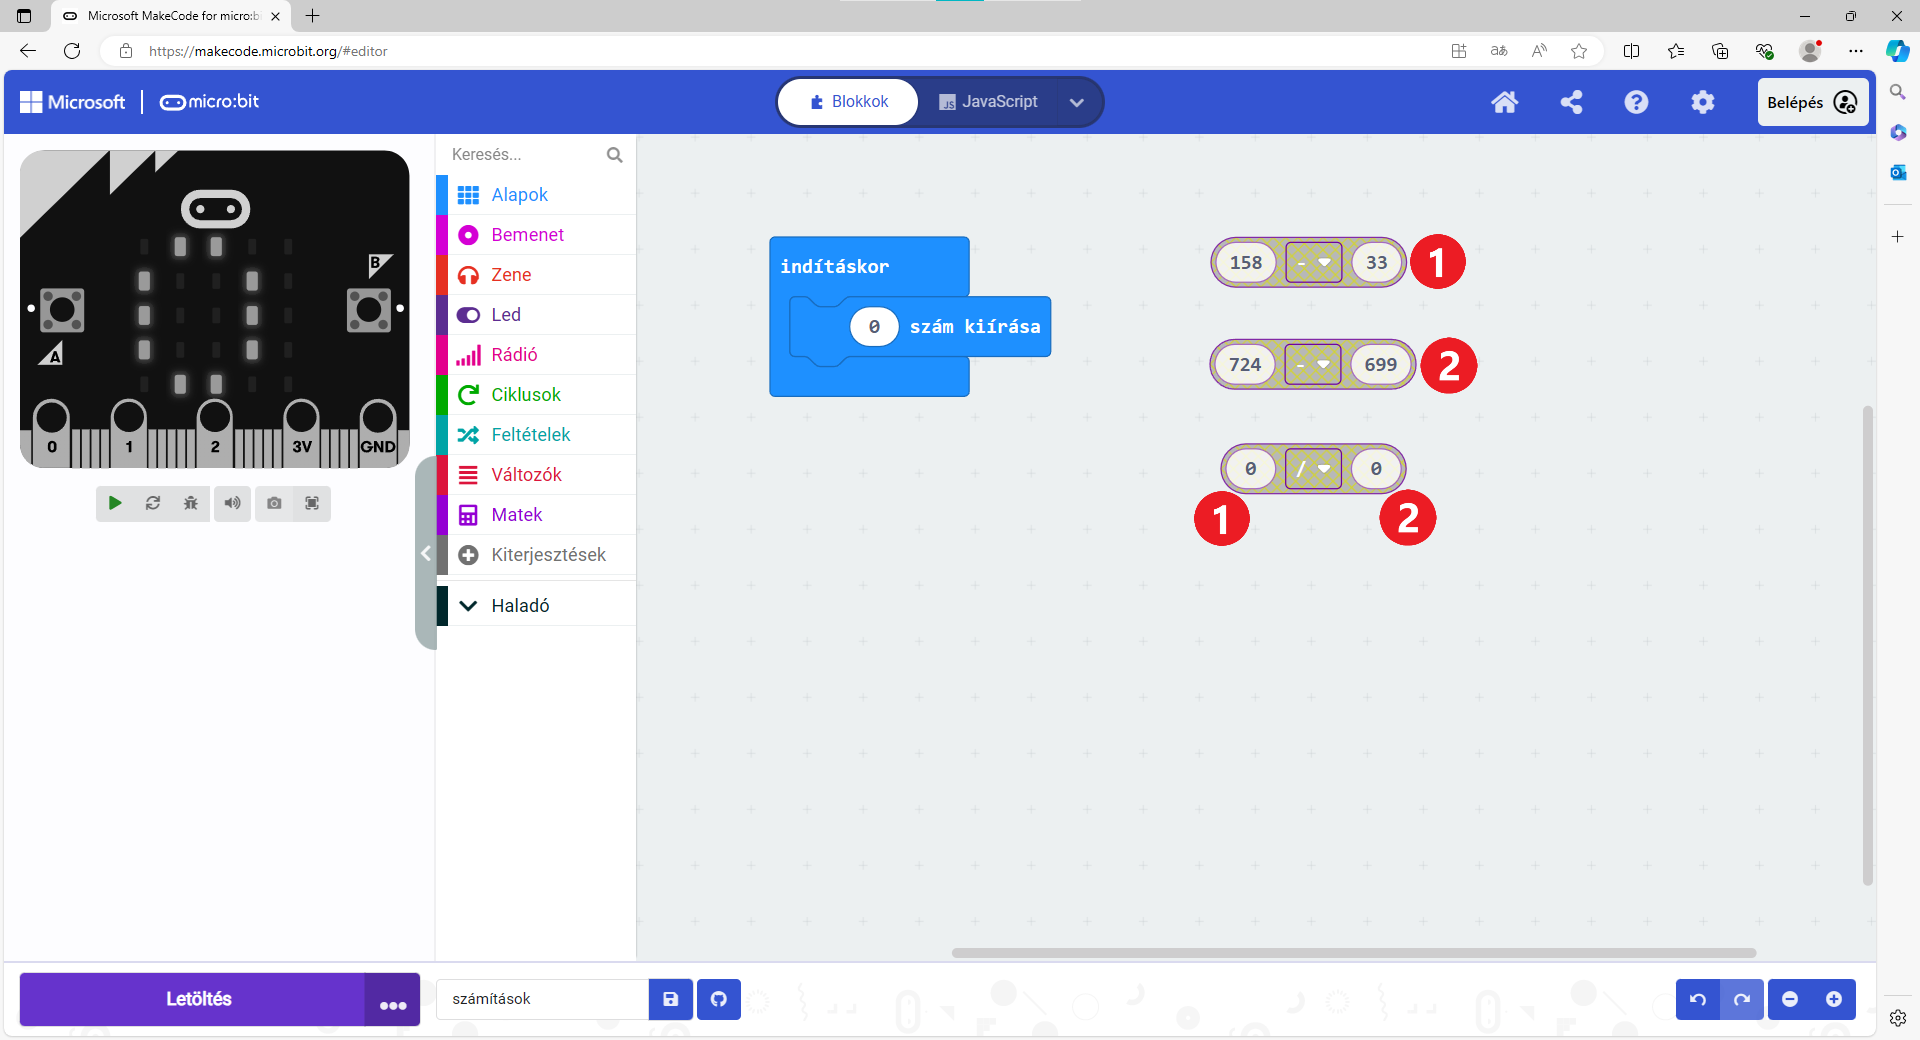 Microsoft MakeCode for micro:bi
https://makecode.microbit.org/#editor
Microsoft
micro:bit
Blokkok
JavaScript
Belépés
Keresés...
Alapok
Bemenet
Zene
Led
Rádió
Ciklusok
Feltételek
Változók
Matek
Kiterjesztések
Haladó
B
A
0 1 2 3V GND
indításkor
0 szám kiírása
158 - 33
1
724 - 699
2
0 / 0
1 2
Letöltés
számítások